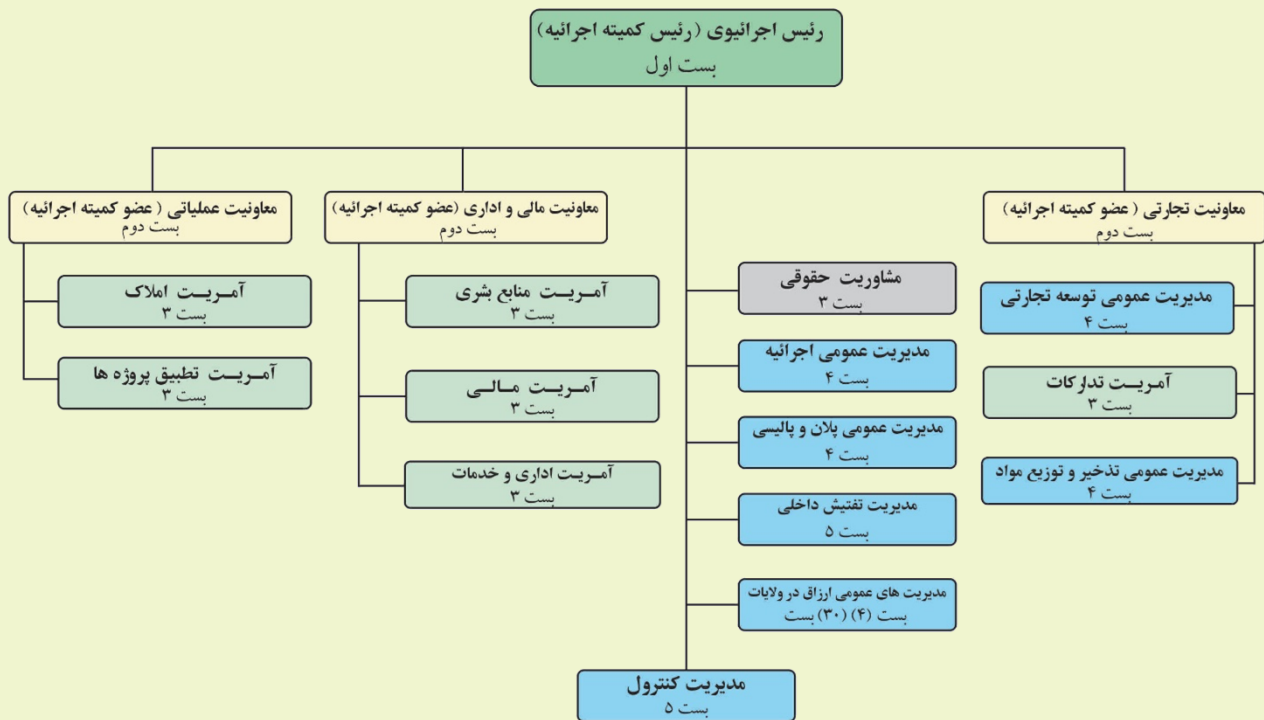 رئیس اجرائیوی (رئیس کمیته اجرائیه)
بست اول
معاونیت تجارتی (عضو کمیته اجرائیه)
بست دوم
مدیریت عمومی توسعه تجارتی
بست ۴
آمریت تدارکات
بست ۳
مدیریت عمومی تذخیر و توزیع مواد
بست ۴
مشاوریت حقوقی
بست ۳
مدیریت عمومی اجرائیه
بست ۴
مدیریت عمومی پلان و پالیسی
بست ۴
مدیریت تفتیش داخلی
بست ۵
مدیریت های عمومی ارزاق در ولایات
بست (۴) (۳۰) بست
مدیریت کنترول
بست ۵
معاونیت مالی و اداری (عضو کمیته اجرائیه)
بست دوم
آمریت منابع بشری
بست ۳
آمریت مالی
بست ۳
آمریت اداری و خدمات
بست ۳
معاونیت عملیاتی (عضو کمیته اجرائیه)
بست دوم
آمریت املاک
بست ۳
آمریت تطبیق پروژه ها
بست ۳